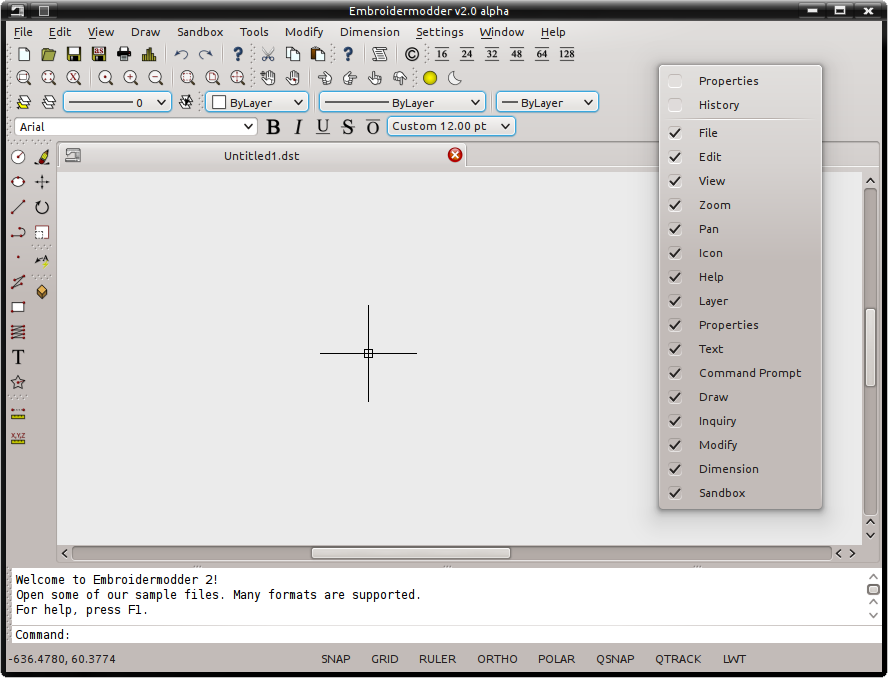 Embroidermodder v2.0 alpha
File Edit View Draw Sandbox Tools Modify Dimension Settings Window Help
16 24 32 48 64 128
0 ByLayer ByLayer ByLayer
Arial B I U S O Custom 12.00 pt
Untitled1.dst
Properties
History
File
Edit
View
Zoom
Pan
Icon
Help
Layer
Properties
Text
Command Prompt
Draw
Inquiry
Modify
Dimension
Sandbox
T
X,Y,Z
Welcome to Embroidermodder 2!
Open some of our sample files. Many formats are supported.
For help, press F1.
Command:
-636.4780, 60.3774 SNAP GRID RULER ORTHO POLAR QSNAP QTRACK LWT